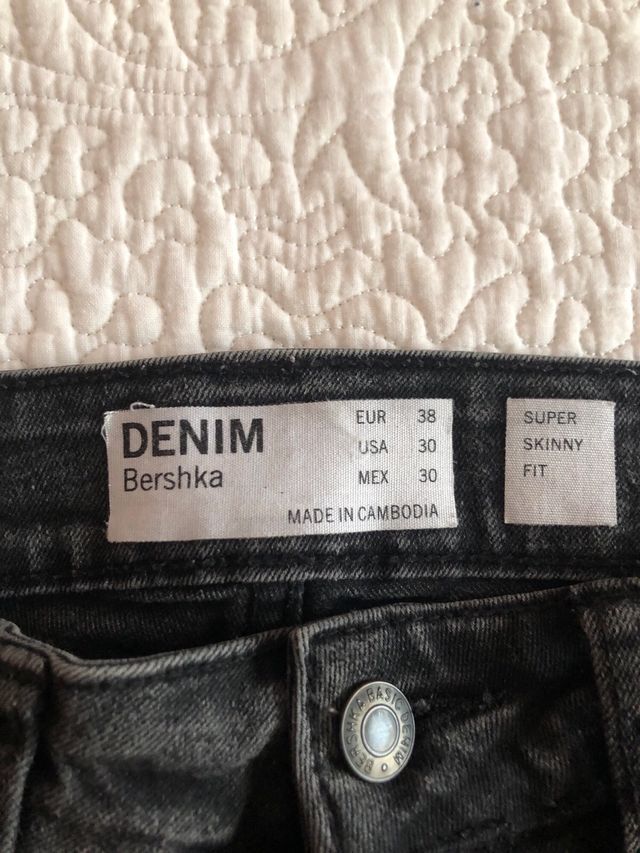 DENIM
Bershka
EUR 38
USA 30
MEX 30
MADE IN CAMBODIA
SUPER
SKINNY
FIT
BERSHKA BASIC DENIM